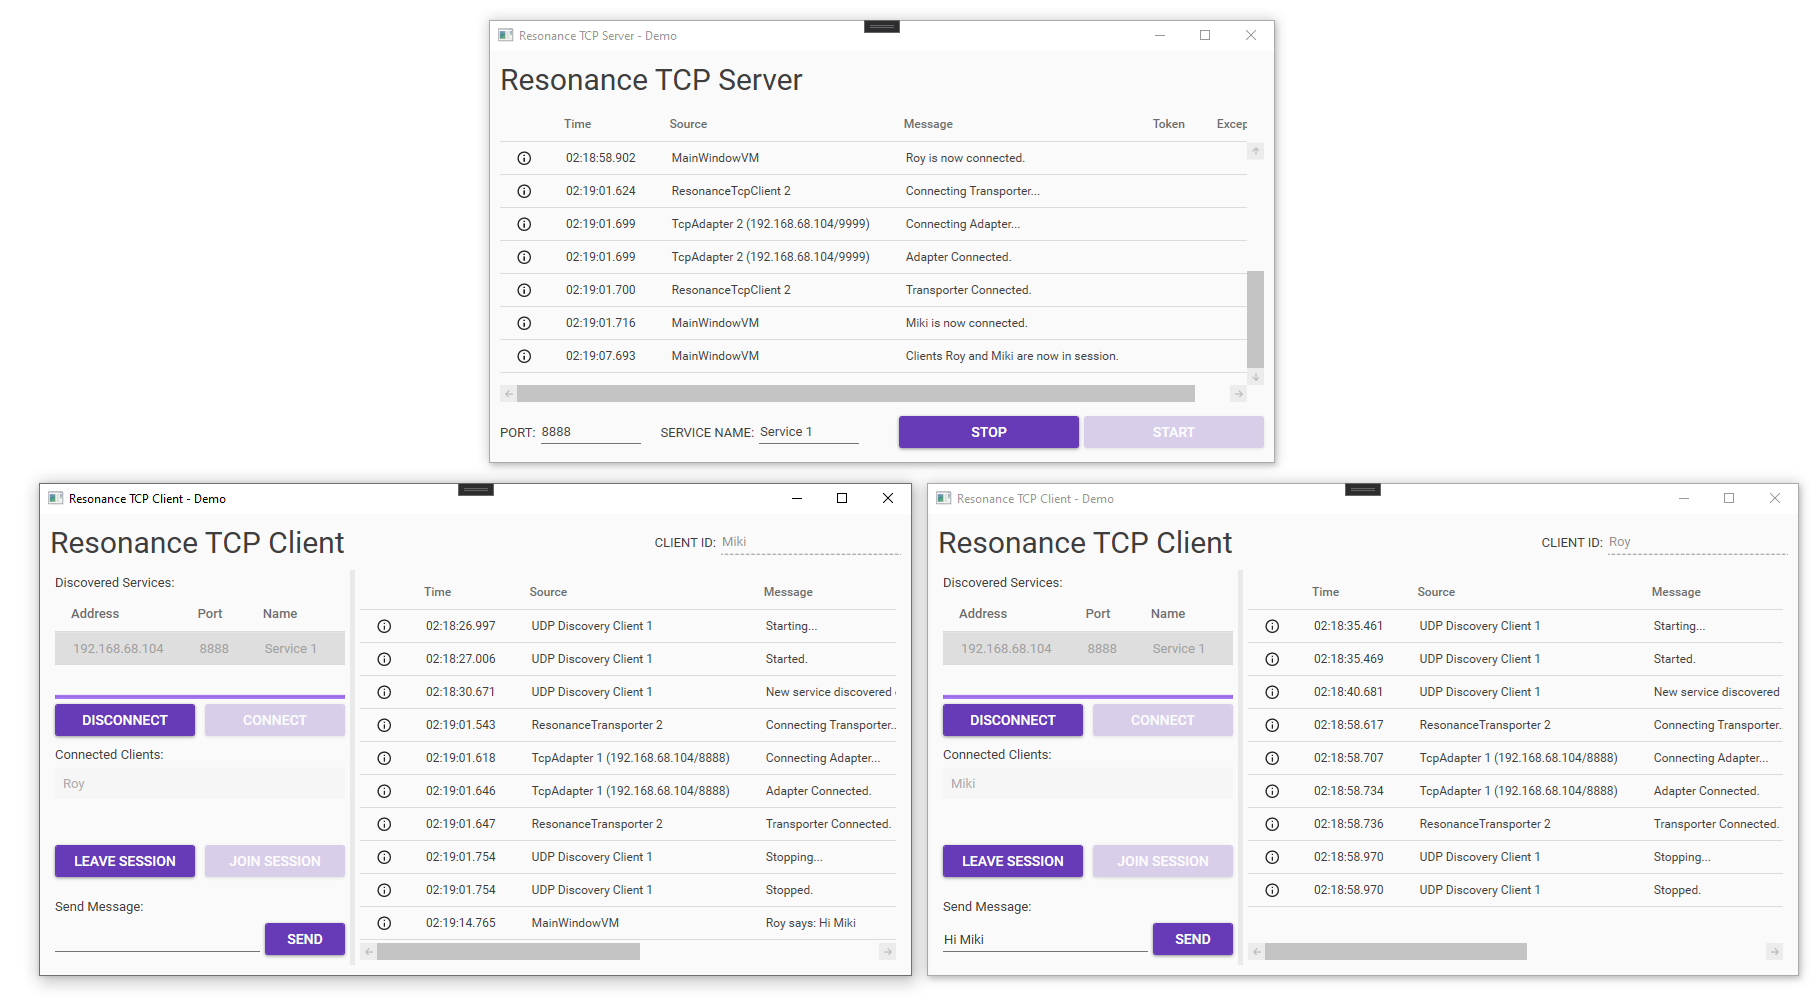 Resonance TCP Server - Demo
Resonance TCP Server
Time Source Message Token Excep
02:18:58.902 MainWindowVM Roy is now connected.
02:19:01.624 ResonanceTcpClient 2 Connecting Transporter...
02:19:01.699 TcpAdapter 2 (192.168.68.104/9999) Connecting Adapter...
02:19:01.699 TcpAdapter 2 (192.168.68.104/9999) Adapter Connected.
02:19:01.700 ResonanceTcpClient 2 Transporter Connected.
02:19:01.716 MainWindowVM Miki is now connected.
02:19:07.693 MainWindowVM Clients Roy and Miki are now in session.
PORT: 8888 SERVICE NAME: Service 1 STOP START
Resonance TCP Client - Demo
Resonance TCP Client
CLIENT ID: Miki
Discovered Services:
Address Port Name
192.168.68.104 8888 Service 1
DISCONNECT CONNECT
Connected Clients:
Roy
LEAVE SESSION JOIN SESSION
Send Message:
SEND
Time Source Message
02:18:26.997 UDP Discovery Client 1 Starting...
02:18:27.006 UDP Discovery Client 1 Started.
02:18:30.671 UDP Discovery Client 1 New service discovered
02:19:01.543 ResonanceTransporter 2 Connecting Transporter...
02:19:01.618 TcpAdapter 1 (192.168.68.104/8888) Connecting Adapter...
02:19:01.646 TcpAdapter 1 (192.168.68.104/8888) Adapter Connected.
02:19:01.647 ResonanceTransporter 2 Transporter Connected.
02:19:01.754 UDP Discovery Client 1 Stopping...
02:19:01.754 UDP Discovery Client 1 Stopped.
02:19:14.765 MainWindowVM Roy says: Hi Miki
Resonance TCP Client - Demo
Resonance TCP Client
CLIENT ID: Roy
Discovered Services:
Address Port Name
192.168.68.104 8888 Service 1
DISCONNECT CONNECT
Connected Clients:
Miki
LEAVE SESSION JOIN SESSION
Send Message:
Hi Miki SEND
Time Source Message
02:18:35.461 UDP Discovery Client 1 Starting...
02:18:35.469 UDP Discovery Client 1 Started.
02:18:40.681 UDP Discovery Client 1 New service discovered
02:18:58.617 ResonanceTransporter 2 Connecting Transporter.
02:18:58.707 TcpAdapter 1 (192.168.68.104/8888) Connecting Adapter...
02:18:58.734 TcpAdapter 1 (192.168.68.104/8888) Adapter Connected.
02:18:58.736 ResonanceTransporter 2 Transporter Connected.
02:18:58.970 UDP Discovery Client 1 Stopping...
02:18:58.970 UDP Discovery Client 1 Stopped.